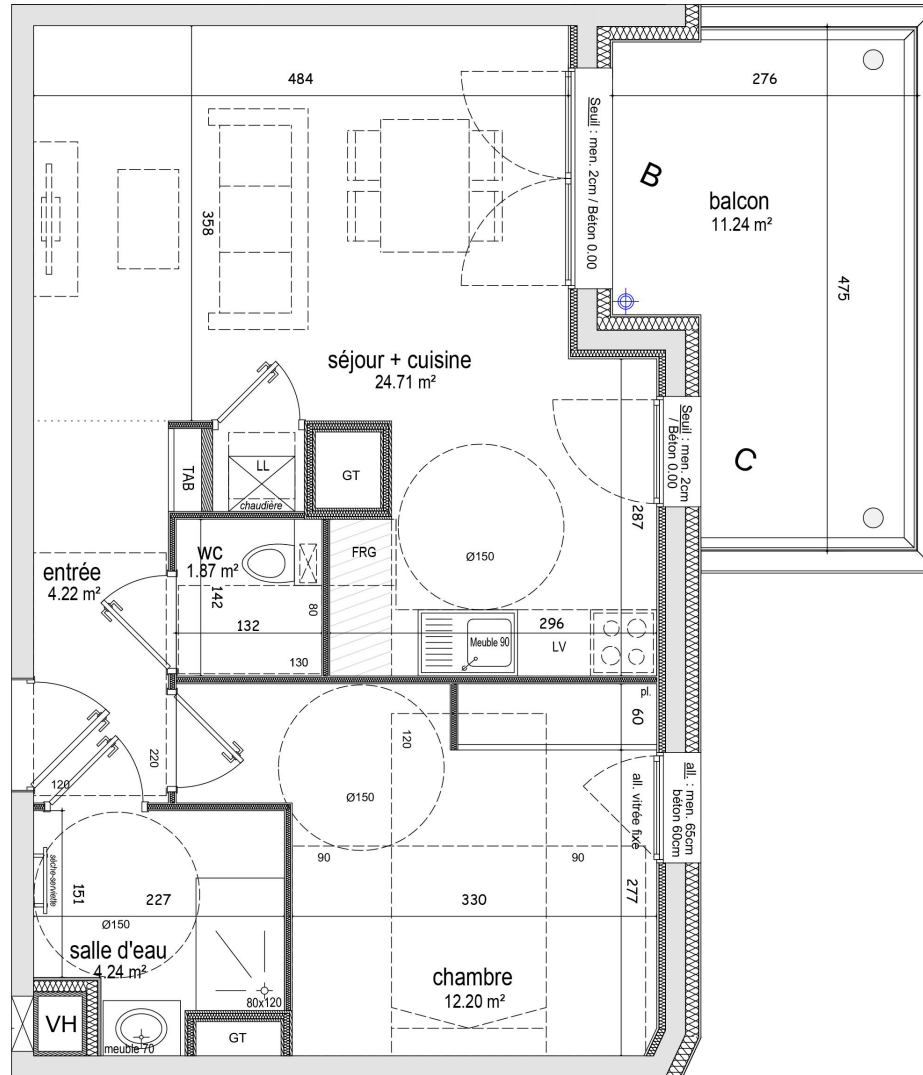 484
276
Seuil : men. 2cm / Béton 0.00
B
balcon
11.24 m²
358
475
séjour + cuisine
24.71 m²
Seuil : men. 2cm
/ Béton 0.00
C
TAB
LL
chaudière
GT
287
WC
1.87 m²
FRG
Ø150
entrée
4.22 m²
142
80
132
296
Meuble 90
LV
130
pl.
60
220
120
120
Ø150
all. vitrée fixe
all. : men. 65cm
béton 60cm
90
90
sèche-serviette
151
227
330
277
Ø150
salle d'eau
4.24 m²
chambre
12.20 m²
80x120
VH
GT
meuble 70